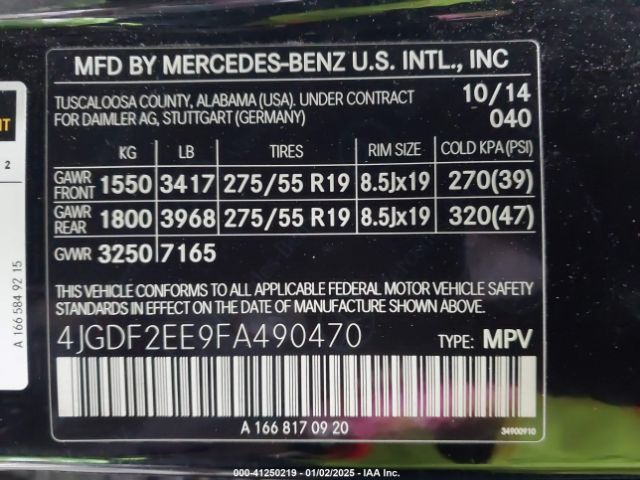 MFD BY MERCEDES-BENZ U.S. INTL., INC
TUSCALOOSA COUNTY, ALABAMA (USA). UNDER CONTRACT 10/14
FOR DAIMLER AG, STUTTGART (GERMANY) 040
KG LB TIRES RIM SIZE COLD KPA (PSI)
GAWR FRONT 1550 3417 275/55 R19 8.5Jx19 270(39)
GAWR REAR 1800 3968 275/55 R19 8.5Jx19 320(47)
GVWR 3250 7165
THIS VEHICLE CONFORMS TO ALL APPLICABLE FEDERAL MOTOR VEHICLE SAFETY
STANDARDS IN EFFECT ON THE DATE OF MANUFACTURE SHOWN ABOVE.
4JGDF2EE9FA490470 TYPE: MPV
A 166 817 09 20 34900910
2
A 166 584 92 15
000-41250219 - 01/02/2025 - IAA Inc.